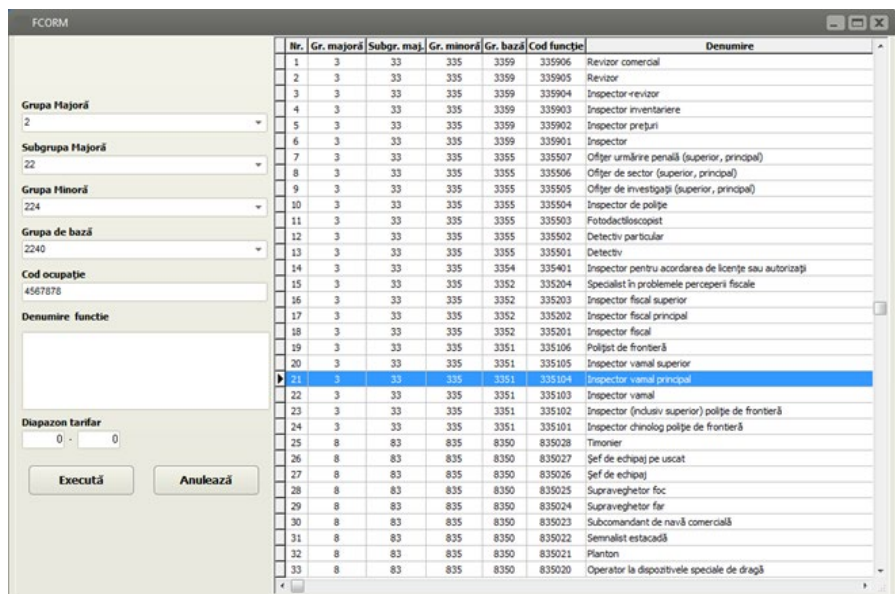 FCORM
Nr. Gr. majoră Subgr. maj. Gr. minoră Gr. bază Cod funcție Denumire
1 3 33 335 3359 335906 Revizor comercial
2 3 33 335 3359 335905 Revizor
3 3 33 335 3359 335904 Inspector-revizor
4 3 33 335 3359 335903 Inspector inventariere
5 3 33 335 3359 335902 Inspector prețuri
6 3 33 335 3359 335901 Inspector
7 3 33 335 3355 335507 Ofițer urmărire penală (superior, principal)
8 3 33 335 3355 335506 Ofițer de sector (superior, principal)
9 3 33 335 3355 335505 Ofițer de investigații (superior, principal)
10 3 33 335 3355 335504 Inspector de poliție
11 3 33 335 3355 335503 Fotodactiloscopist
12 3 33 335 3355 335502 Detectiv particular
13 3 33 335 3355 335501 Detectiv
14 3 33 335 3354 335401 Inspector pentru acordarea de licențe sau autorizații
15 3 33 335 3352 335204 Specialist în problemele perceperii fiscale
16 3 33 335 3352 335203 Inspector fiscal superior
17 3 33 335 3352 335202 Inspector fiscal principal
18 3 33 335 3352 335201 Inspector fiscal
19 3 33 335 3351 335106 Polițist de frontieră
20 3 33 335 3351 335105 Inspector vamal superior
21 3 33 335 3351 335104 Inspector vamal principal
22 3 33 335 3351 335103 Inspector vamal
23 3 33 335 3351 335102 Inspector (inclusiv superior) poliție de frontieră
24 3 33 335 3351 335101 Inspector chinolog poliție de frontieră
25 8 83 835 8350 835028 Timonier
26 8 83 835 8350 835027 Șef de echipaj pe uscat
27 8 83 835 8350 835026 Șef de echipaj
28 8 83 835 8350 835025 Supraveghetor foc
29 8 83 835 8350 835024 Supraveghetor far
30 8 83 835 8350 835023 Subcomandant de navă comercială
31 8 83 835 8350 835022 Semnalist estacadă
32 8 83 835 8350 835021 Planton
33 8 83 835 8350 835020 Operator la dispozitivele speciale de dragă
Grupa Majoră
2
Subgrupa Majoră
22
Grupa Minoră
224
Grupa de bază
2240
Cod ocupație
4567878
Denumire functie
Diapazon tarifar
0 - 0
Execută Anulează